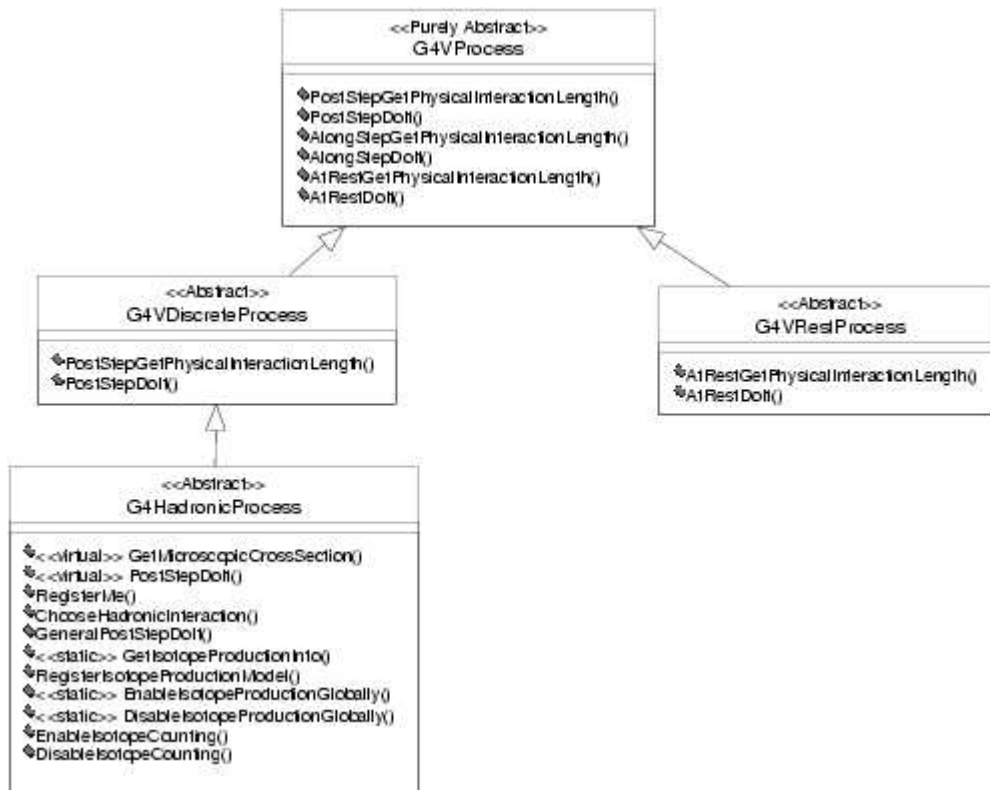 <<Purely Abstract>>
G4VProcess
PostStepGetPhysicalInteractionLength()
PostStepDoIt()
AlongStepGetPhysicalInteractionLength()
AlongStepDoIt()
AtRestGetPhysicalInteractionLength()
AtRestDoIt()
<<Abstract>>
G4VDiscreteProcess
PostStepGetPhysicalInteractionLength()
PostStepDoIt()
<<Abstract>>
G4VRestProcess
AtRestGetPhysicalInteractionLength()
AtRestDoIt()
<<Abstract>>
G4HadronicProcess
<<virtual>> GetMicroscopicCrossSection()
<<virtual>> PostStepDoIt()
RegisterMe()
ChooseHadronicInteraction()
GeneralPostStepDoIt()
<<static>> GetIsotopeProductionInfo()
RegisterIsotopeProductionModel()
<<static>> EnableIsotopeProductionGlobally()
<<static>> DisableIsotopeProductionGlobally()
EnableIsotopeCounting()
DisableIsotopeCounting()